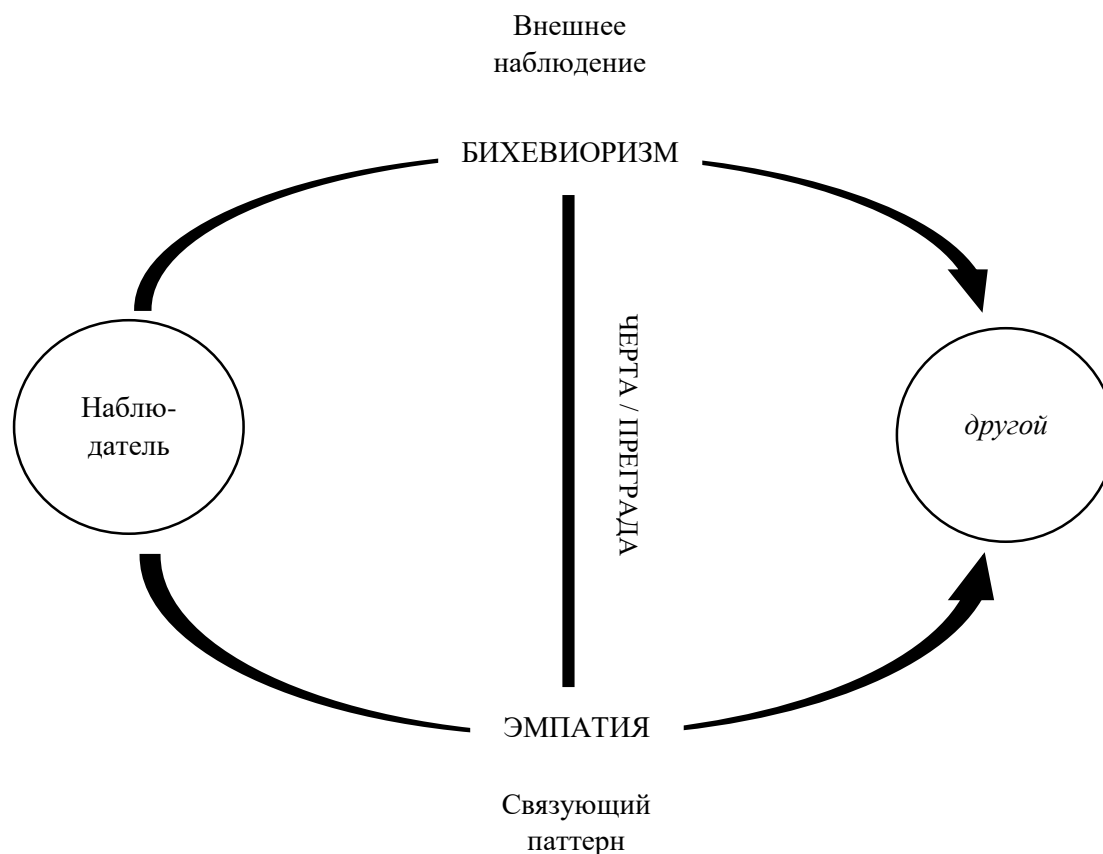 Внешнее
наблюдение
БИХЕВИОРИЗМ
ЧЕРТА / ПРЕГРАДА
Наблю-
датель
другой
ЭМПАТИЯ
Связующий
паттерн